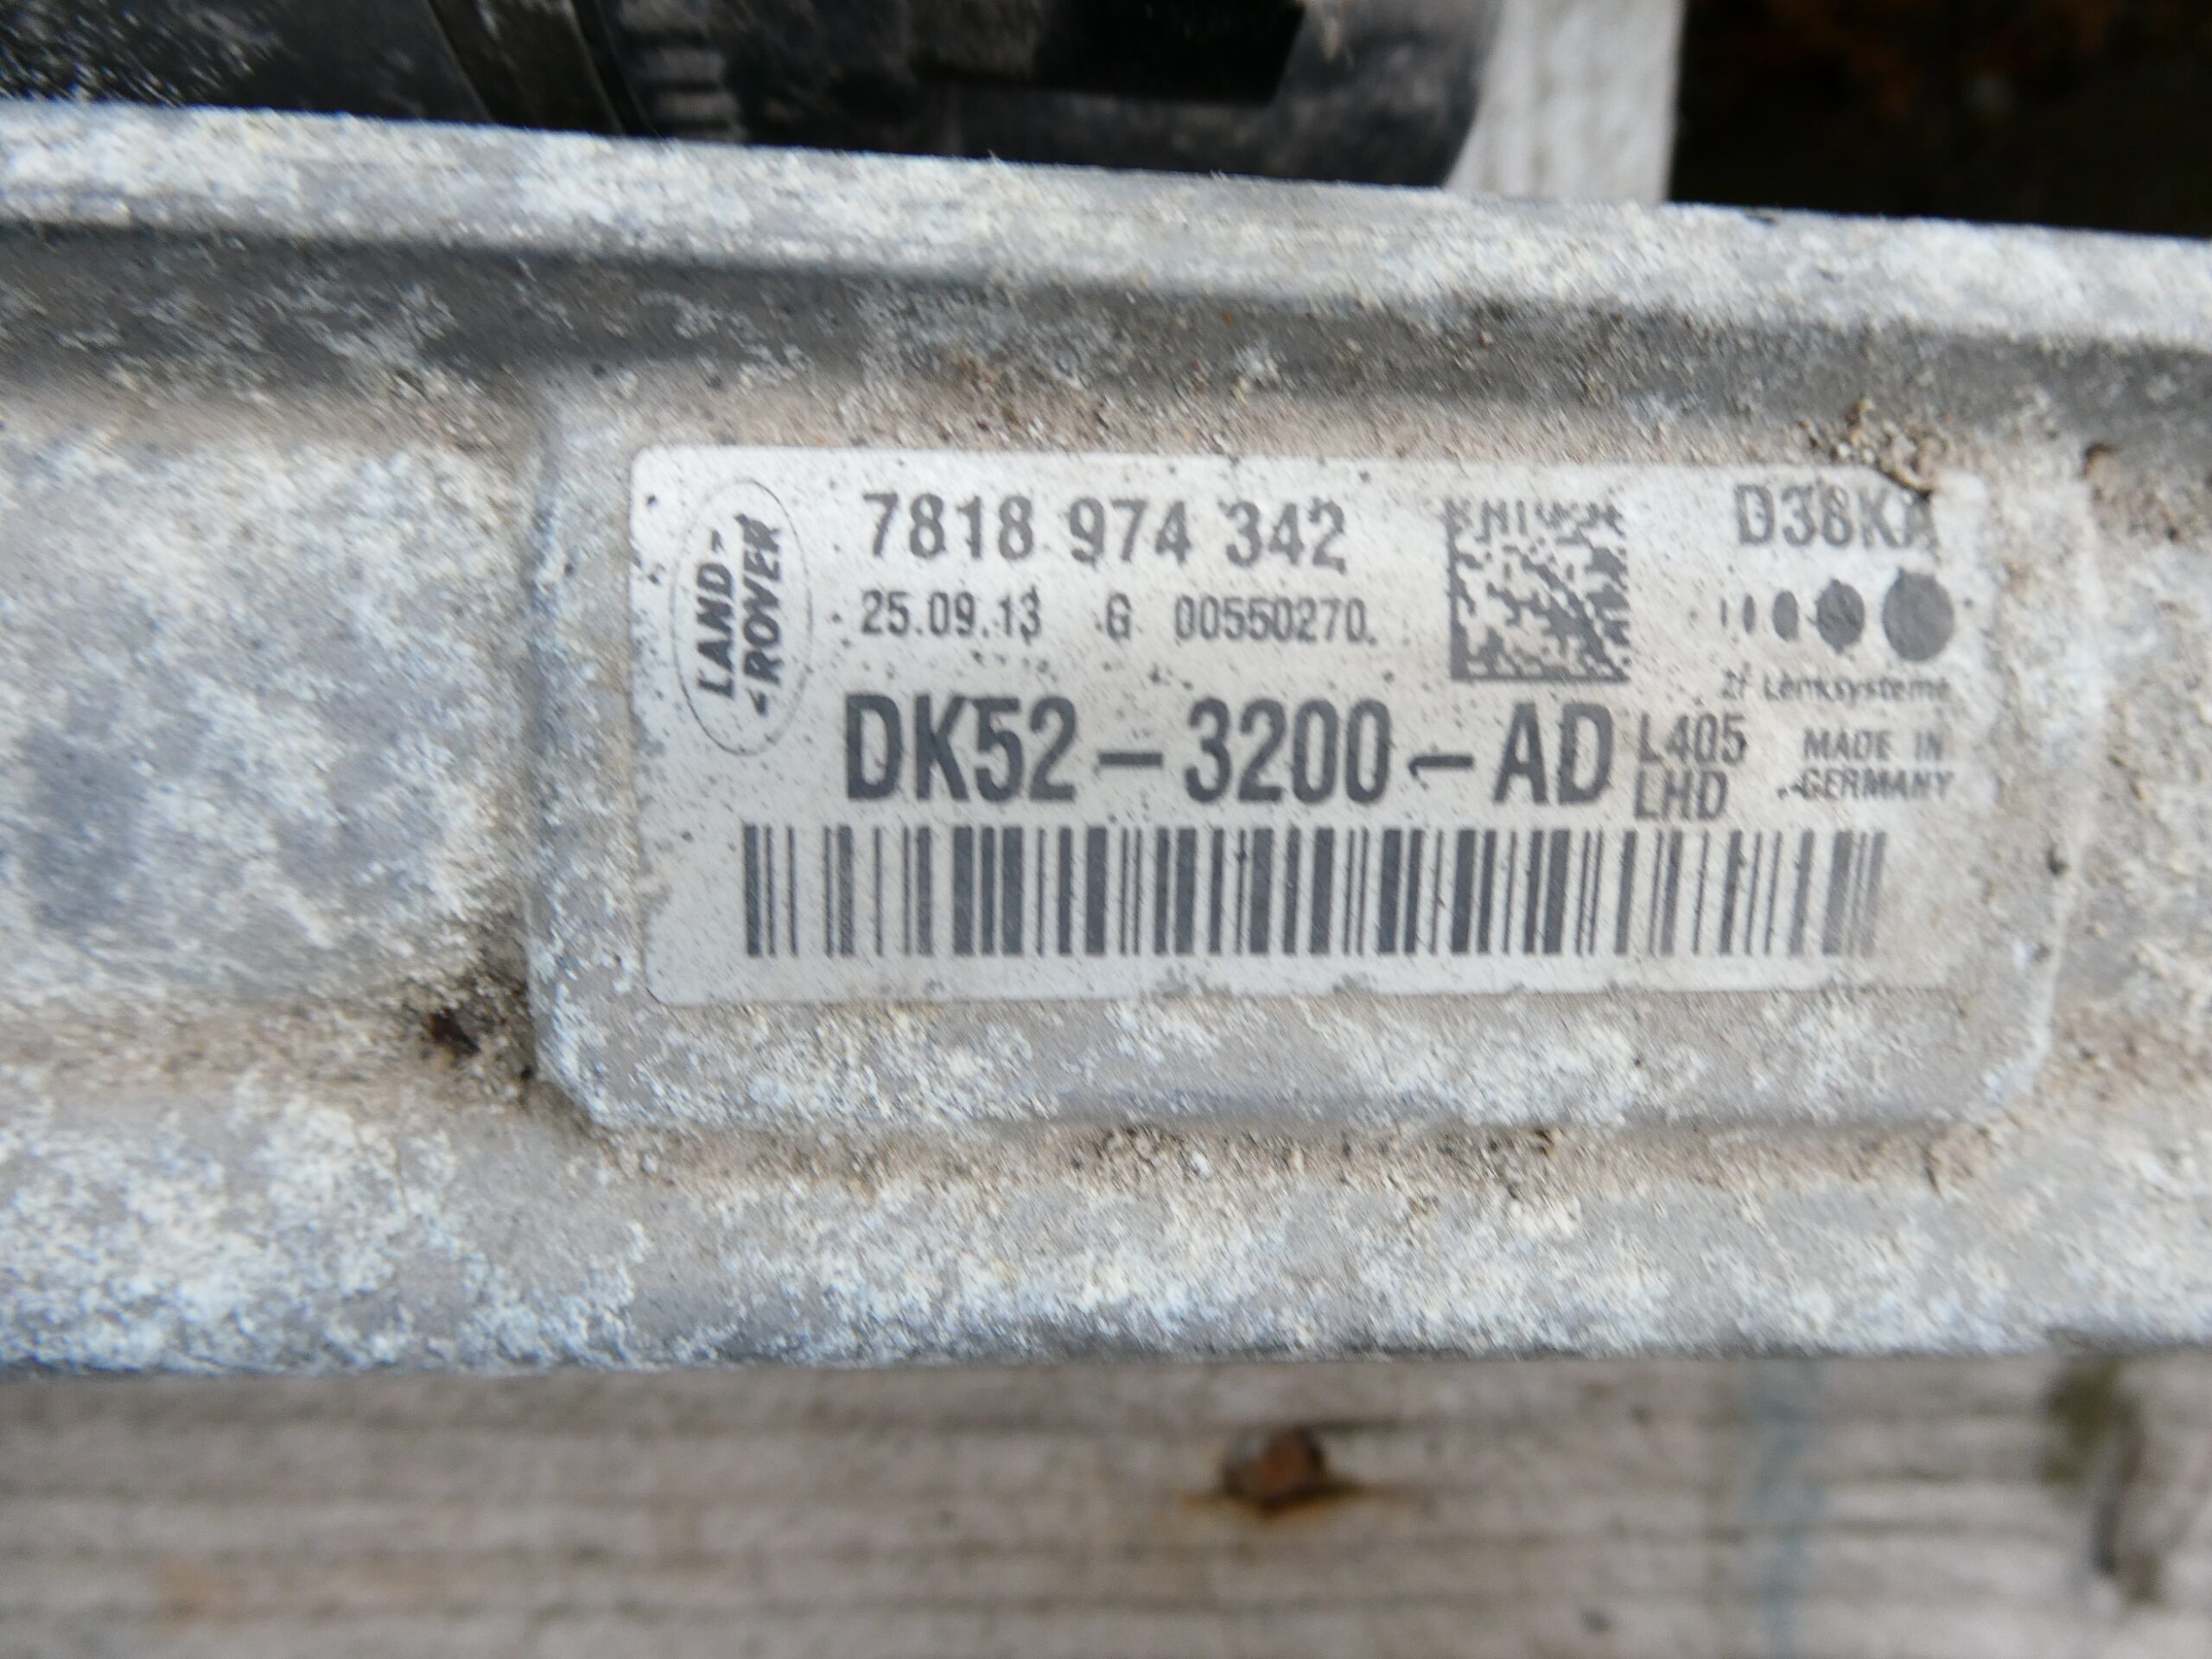 LAND-
-ROVER
7818 974 342
25.09.13 G 00550270
DK52-3200-AD
L405
LHD
D38KA
ZF Lenksysteme
MADE IN
GERMANY